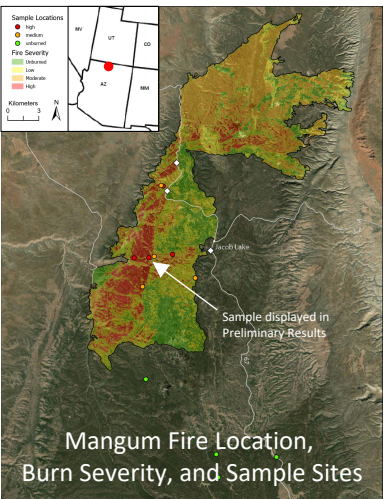 Sample Locations
high
medium
unburned
Fire Severity
Unburned
Low
Moderate
High
Kilometers
0 3
N
NV
UT
CO
AZ
NM
Jacob Lake
Sample displayed in
Preliminary Results
67
Mangum Fire Location,
Burn Severity, and Sample Sites